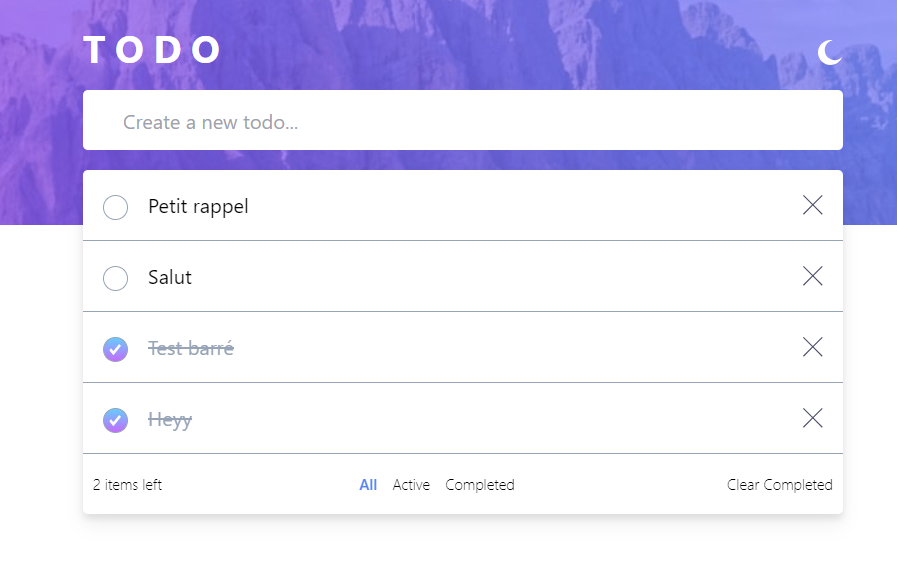 TODO
Create a new todo...
Petit rappel
Salut
Test barré
Heyy
2 items left All Active Completed Clear Completed